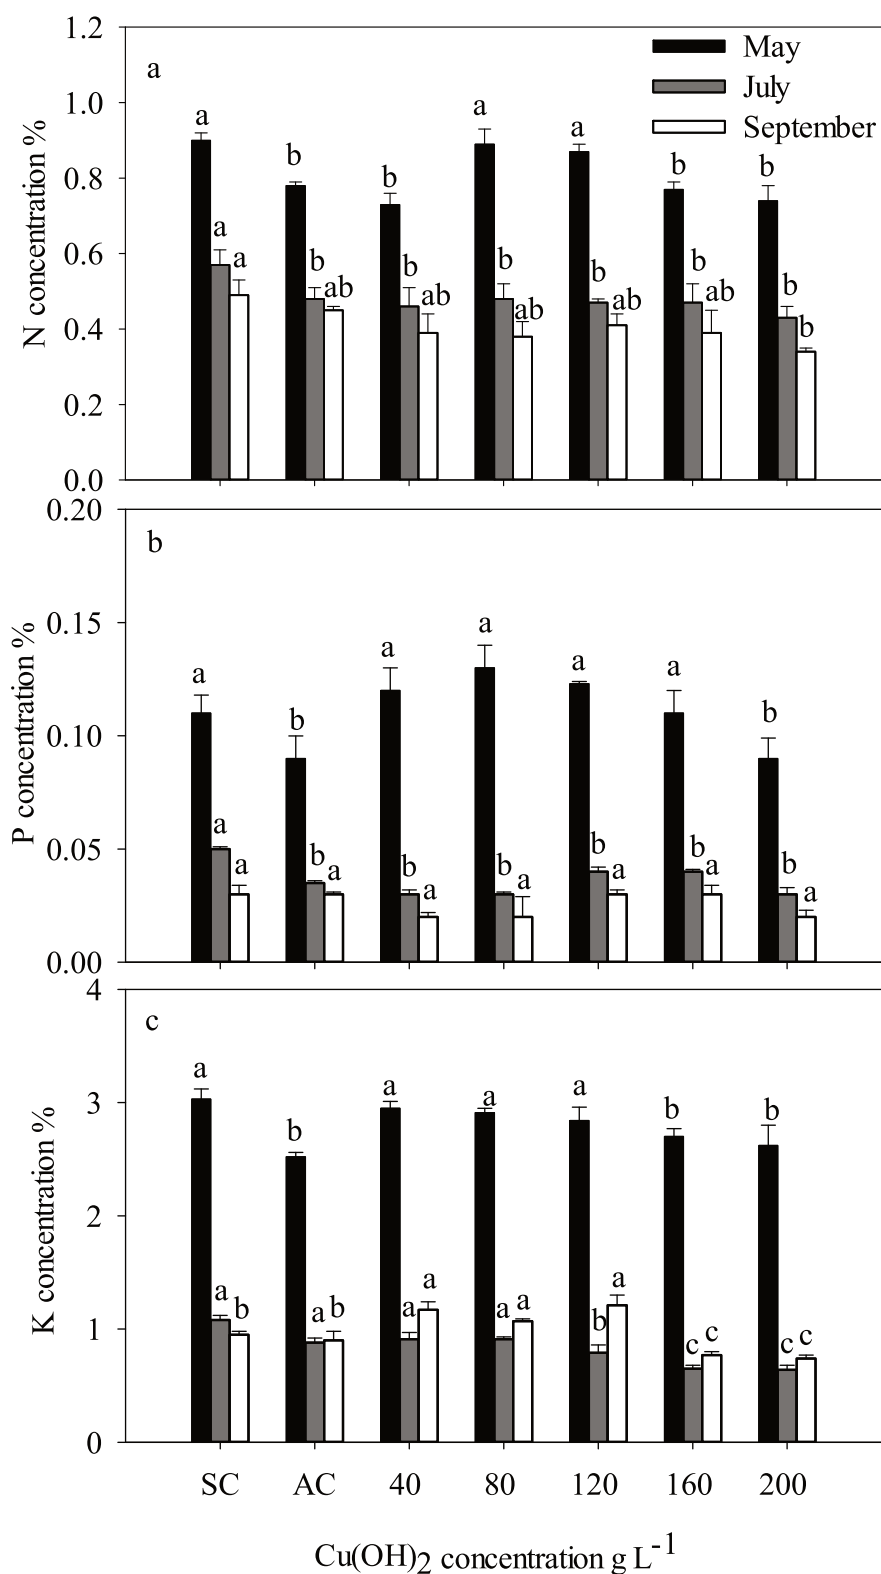 1.2
May
a
July
1.0
a
a
a
September
b
b
b
b
0.8
N concentration %
a
0.6
a
b
b
b
b
b
b
ab
ab
ab
ab
ab
b
0.4
0.2
0.0
0.20
b
a
0.15
a
a
a
a
b
b
P concentration %
0.10
a
0.05
b
b
b
b
b
b
a
a
a
a
a
a
a
0.00
4
c
a
a
a
a
3
b
b
b
K concentration %
2
a
a
a
a
b
a
b
a
a
b
1
c
c
c
c
0
SC AC 40 80 120 160 200
Cu(OH)2 concentration g L-1